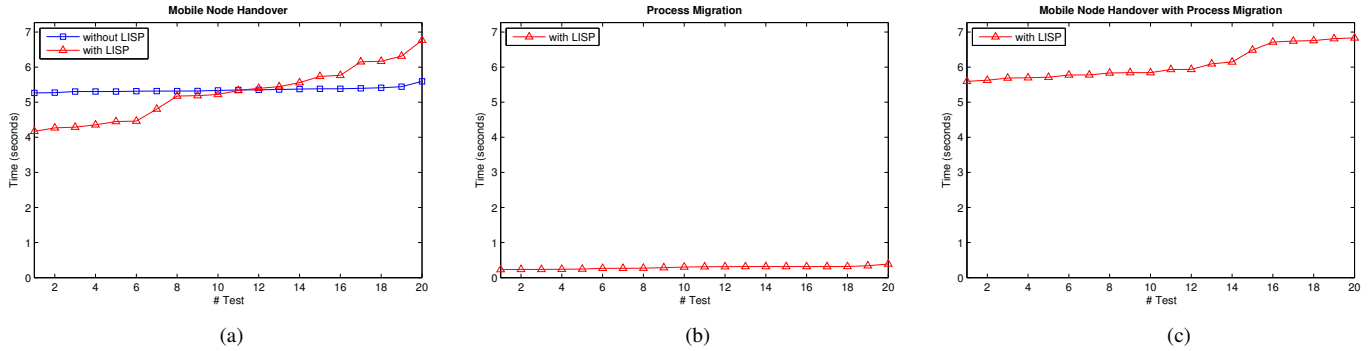 Mobile Node Handover
without LISP
with LISP
Time (seconds)
7
6
5
4
3
2
1
0
2 4 6 8 10 12 14 16 18 20
# Test
(a)
Process Migration
with LISP
Time (seconds)
7
6
5
4
3
2
1
0
2 4 6 8 10 12 14 16 18 20
# Test
(b)
Mobile Node Handover with Process Migration
with LISP
Time (seconds)
7
6
5
4
3
2
1
0
2 4 6 8 10 12 14 16 18 20
# Test
(c)